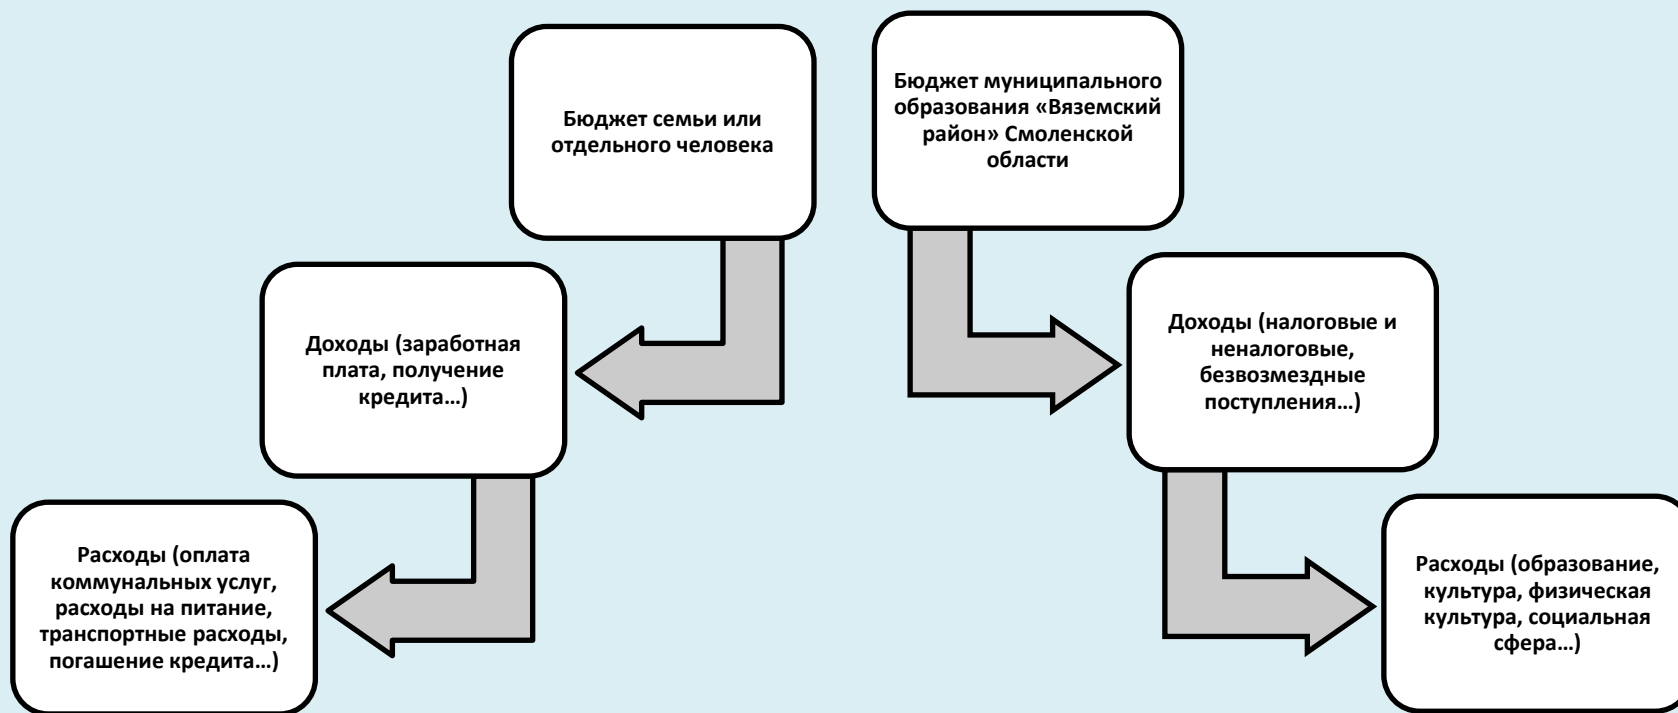 Бюджет семьи или
отдельного человека
Бюджет муниципального
образования «Вяземский
район» Смоленской
области
Доходы (заработная
плата, получение
кредита…)
Доходы (налоговые и
неналоговые,
безвозмездные
поступления…)
Расходы (оплата
коммунальных услуг,
расходы на питание,
транспортные расходы,
погашение кредита…)
Расходы (образование,
культура, физическая
культура, социальная
сфера…)